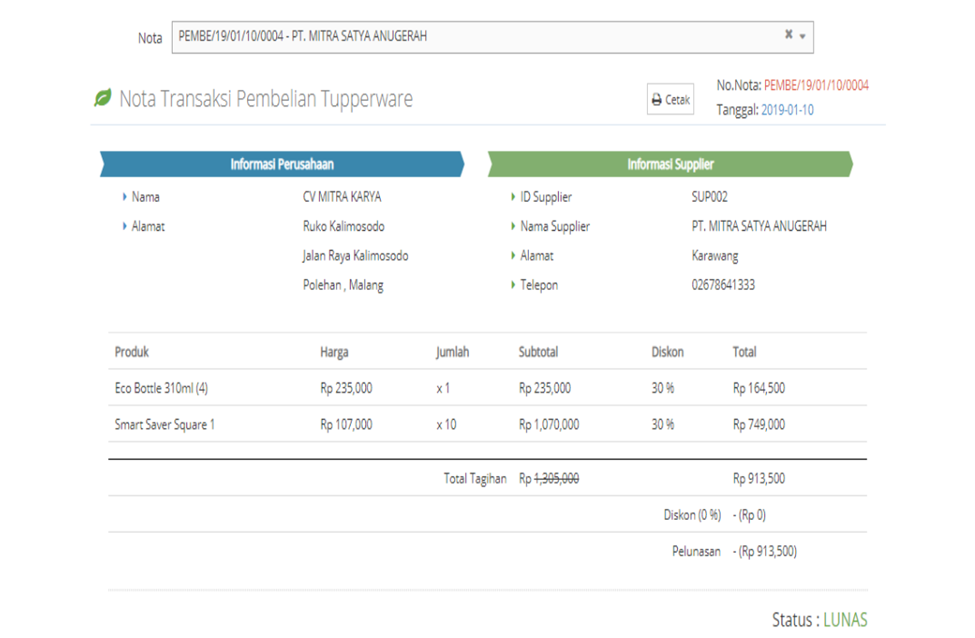 Nota PEMBE/19/01/10/0004 - PT. MITRA SATYA ANUGERAH
Nota Transaksi Pembelian Tupperware
Cetak
No.Nota: PEMBE/19/01/10/0004
Tanggal: 2019-01-10
Informasi Perusahaan
Nama CV MITRA KARYA
Alamat Ruko Kalimosodo
Jalan Raya Kalimosodo
Polehan , Malang
Informasi Supplier
ID Supplier SUP002
Nama Supplier PT. MITRA SATYA ANUGERAH
Alamat Karawang
Telepon 02678641333
Produk Harga Jumlah Subtotal Diskon Total
Eco Bottle 310ml (4) Rp 235,000 x 1 Rp 235,000 30 % Rp 164,500
Smart Saver Square 1 Rp 107,000 x 10 Rp 1,070,000 30 % Rp 749,000
Total Tagihan Rp 1,305,000 Rp 913,500
Diskon (0 %) - (Rp 0)
Pelunasan - (Rp 913,500)
Status : LUNAS